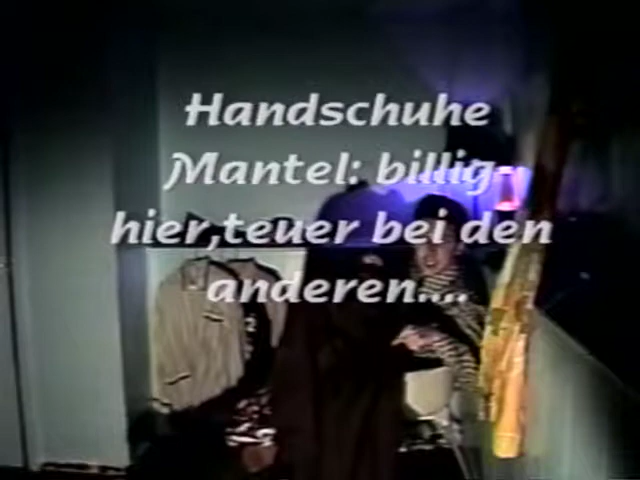 Handschuhe
Mantel: billig
hier,teuer bei den
anderen....